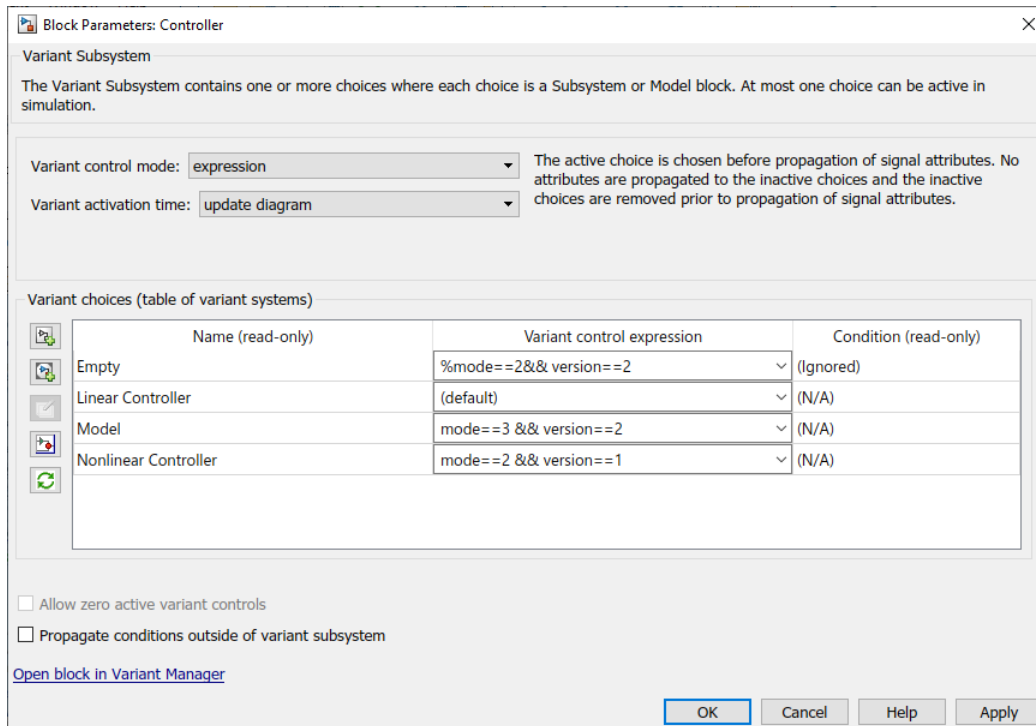 Block Parameters: Controller
Variant Subsystem
The Variant Subsystem contains one or more choices where each choice is a Subsystem or Model block. At most one choice can be active in
simulation.
Variant control mode: expression
The active choice is chosen before propagation of signal attributes. No
attributes are propagated to the inactive choices and the inactive
choices are removed prior to propagation of signal attributes.
Variant activation time: update diagram
Variant choices (table of variant systems)
Name (read-only) Variant control expression Condition (read-only)
Empty %mode==2&& version==2 (Ignored)
Linear Controller (default) (N/A)
Model mode==3 && version==2 (N/A)
Nonlinear Controller mode==2 && version==1 (N/A)
Allow zero active variant controls
Propagate conditions outside of variant subsystem
Open block in Variant Manager
OK Cancel Help Apply